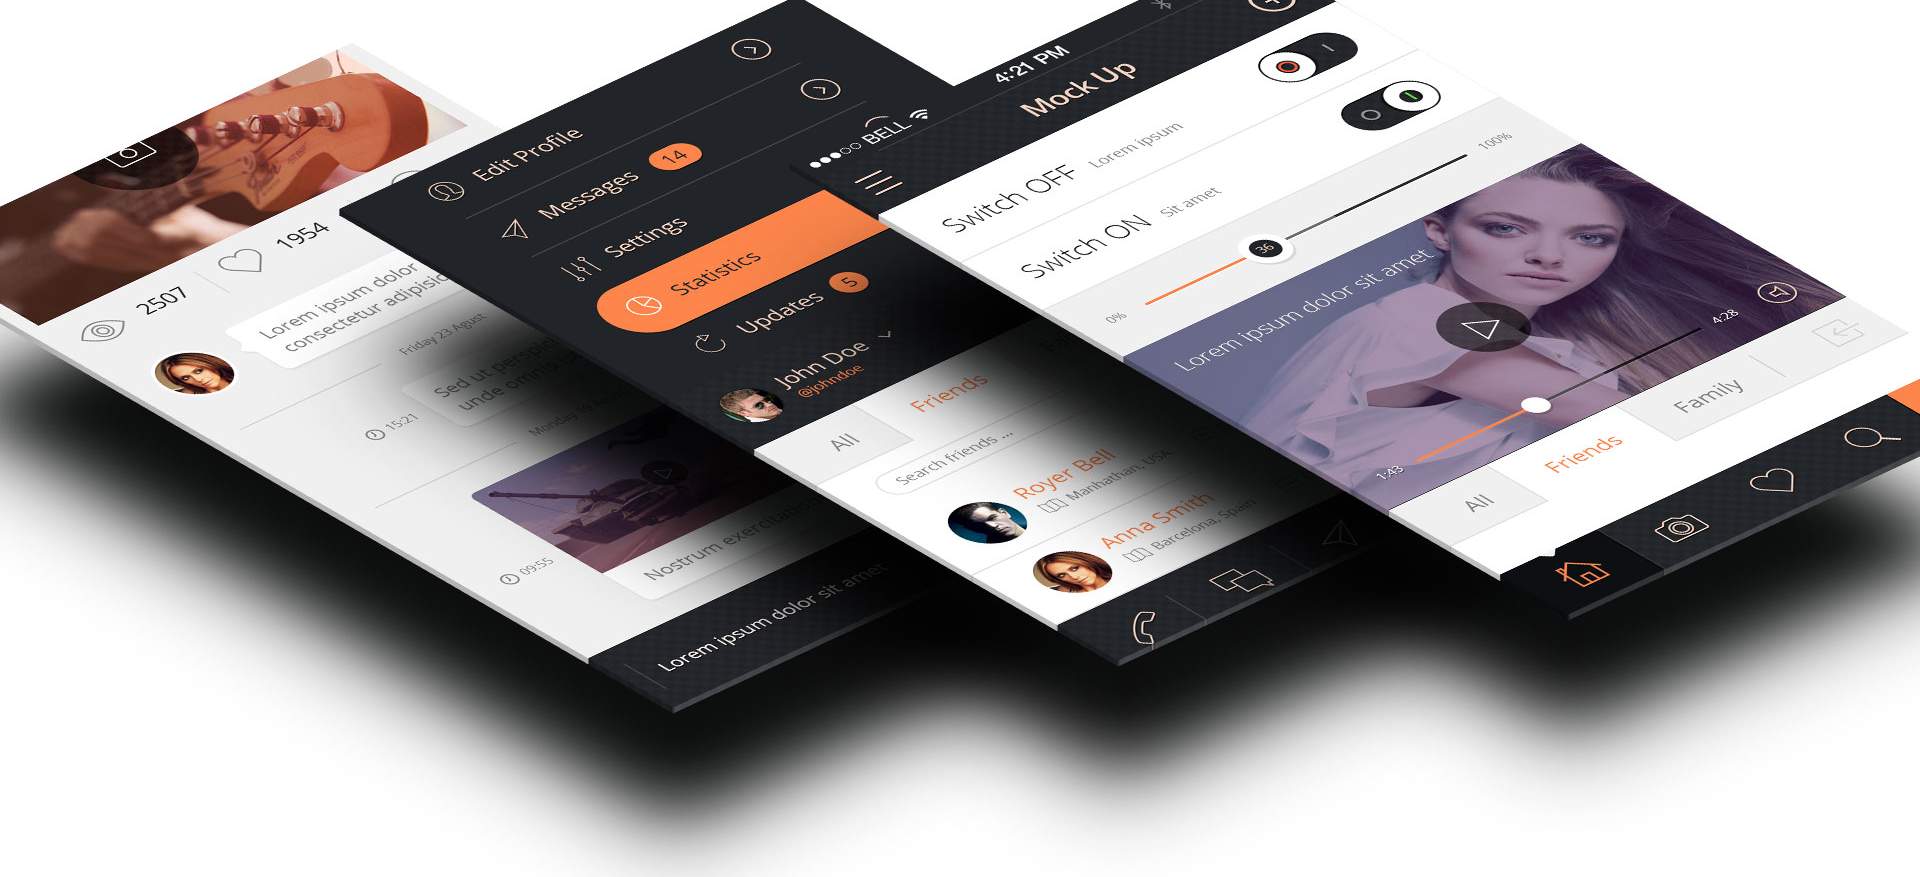 2507
1954
Lorem ipsum dolor
consectetur adipisic
Friday 23 Agust
15:21
Sed ut perspi
unde omnis
Monday
09:55
Nostrum exercitati
Lorem ipsum dolor sit amet
Edit Profile
Messages 14
Settings
Statistics
Updates 5
John Doe
@johndoe
All Friends
Search friends ...
Royer Bell
Manhathan, USA
Anna Smith
Barcelona, Spain
BELL 4:21 PM
Mock Up
Switch OFF Lorem ipsum
Switch ON Sit amet
0% 36 100%
Lorem ipsum dolor sit amet
1:43 4:28
All Friends Family